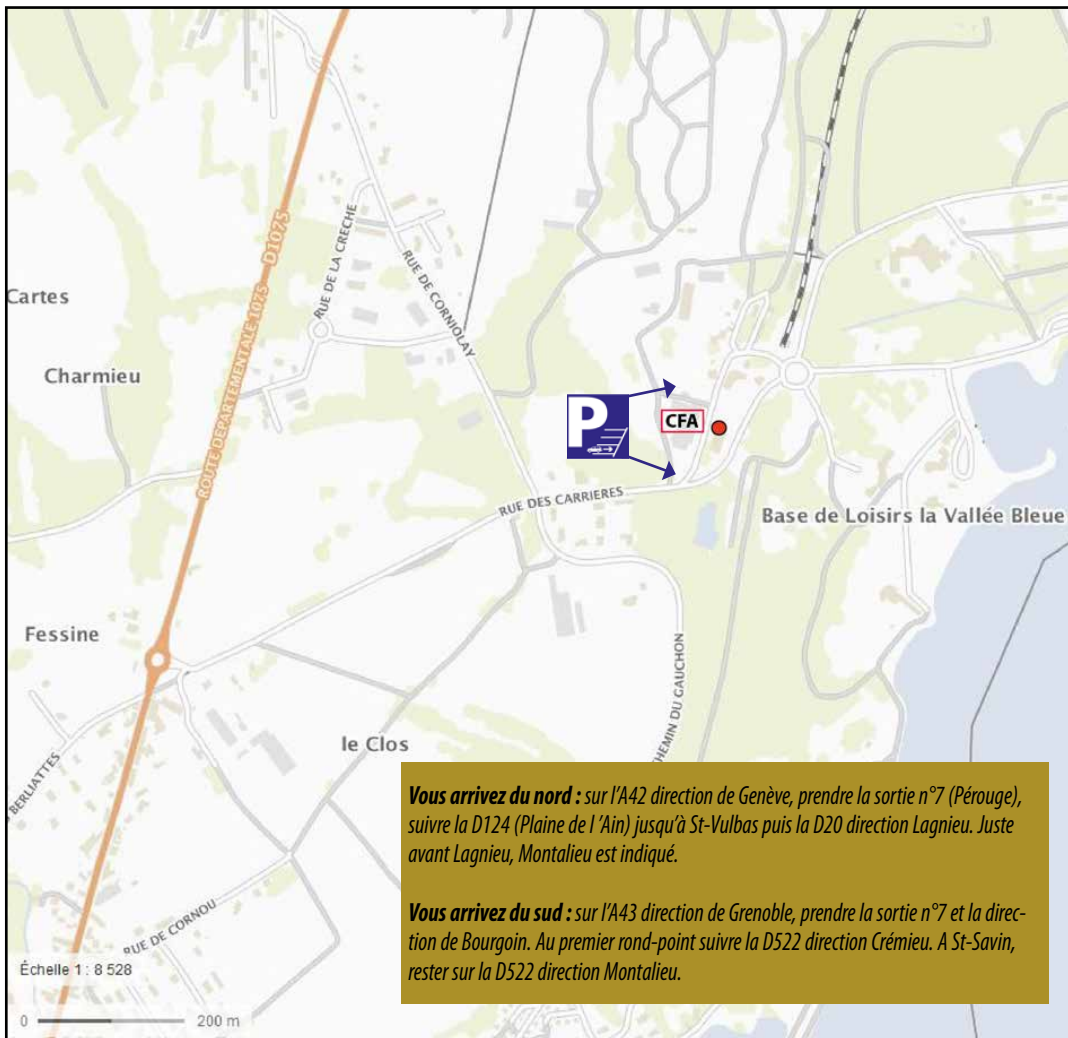 ROUTE DEPARTEMENTALE 1075 D1075
RUE DE LA CRECHE
RUE DE CORNIOLAY
Cartes
Charmieu
P
CFA
RUE DES CARRIERES
Base de Loisirs la Vallée Bleue
Fessine
le Clos
CHEMIN DU GAUCHON
BERLIATTES
RUE DE CORNOU
Vous arrivez du nord : sur l'A42 direction de Genève, prendre la sortie n°7 (Pérouge),
suivre la D124 (Plaine de l 'Ain) jusqu'à St-Vulbas puis la D20 direction Lagnieu. Juste
avant Lagnieu, Montalieu est indiqué.
Vous arrivez du sud : sur l'A43 direction de Grenoble, prendre la sortie n°7 et la direc-
tion de Bourgoin. Au premier rond-point suivre la D522 direction Crémieu. A St-Savin,
rester sur la D522 direction Montalieu.
Échelle 1 : 8 528
0 200 m